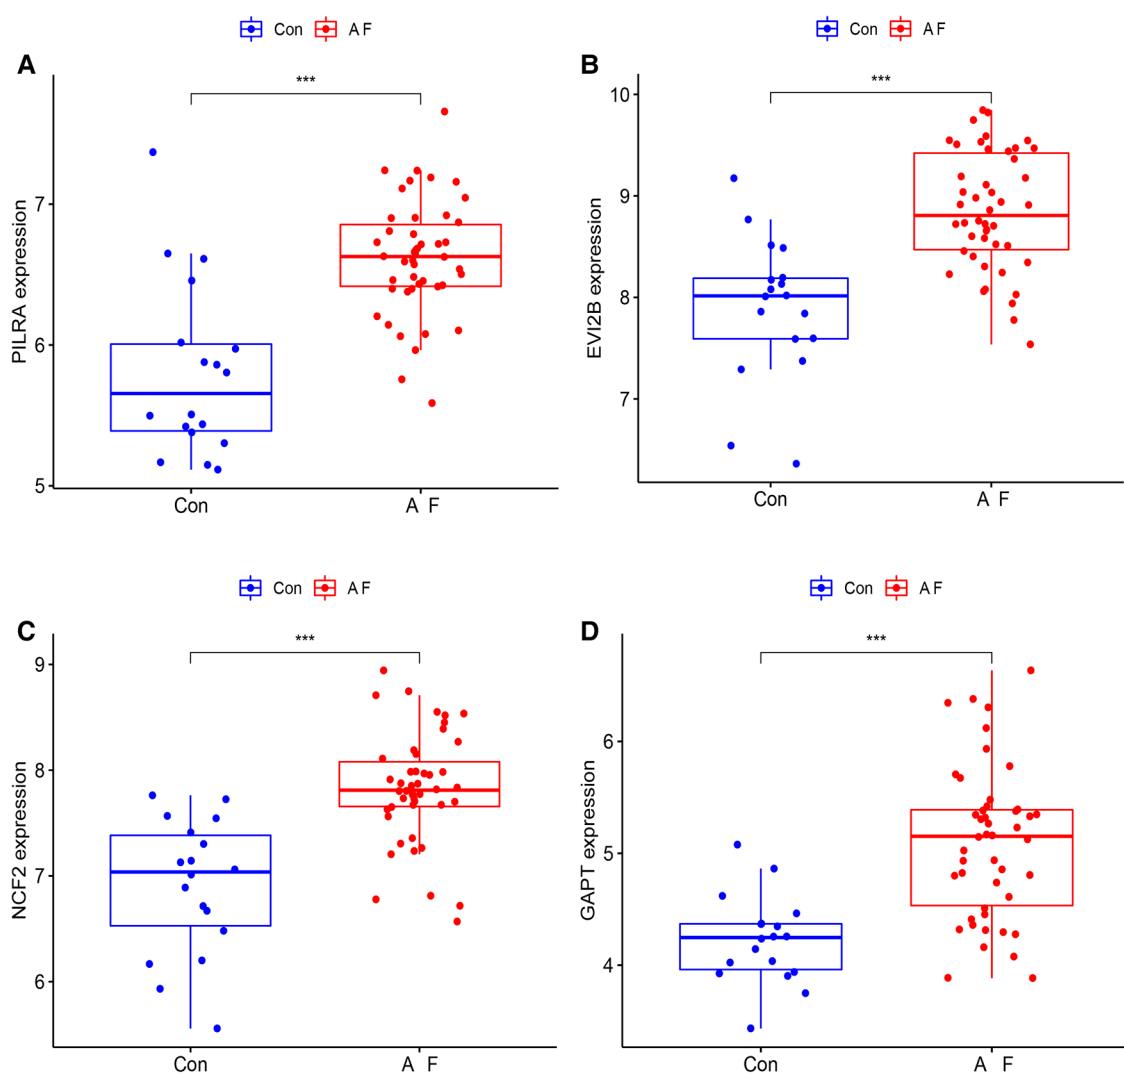 Con A F
A
***
PILRA expression
7
6
5
Con A F
Con A F
B
***
EVI2B expression
10
9
8
7
Con A F
Con A F
C
***
NCF2 expression
9
8
7
6
Con A F
Con A F
D
***
GAPT expression
6
5
4
Con A F